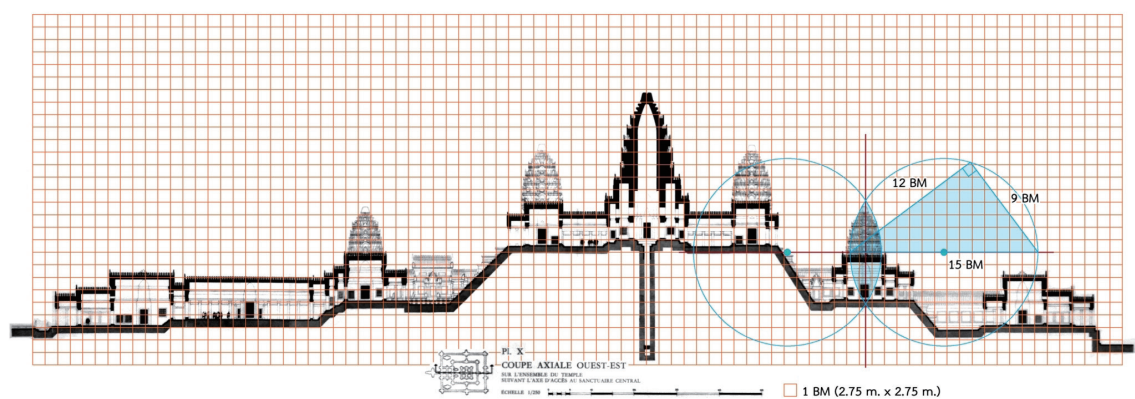 12 BM
9 BM
15 BM
PL. X
COUPE AXIALE OUEST-EST
SUR L'ENSEMBLE DU TEMPLE
SUIVANT L'AXE D'ACCÈS AU SANCTUAIRE CENTRAL
ÉCHELLE 1/250
1 BM (2.75 m. x 2.75 m.)